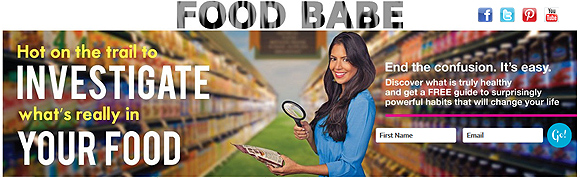 FOOD BABE
You
Tube
Hot on the trail to
INVESTIGATE
what's really in
YOUR FOOD
End the confusion. It's easy.
Discover what is truly healthy
and get a FREE guide to surprisingly
powerful habits that will change your life
First Name
Email
Go!